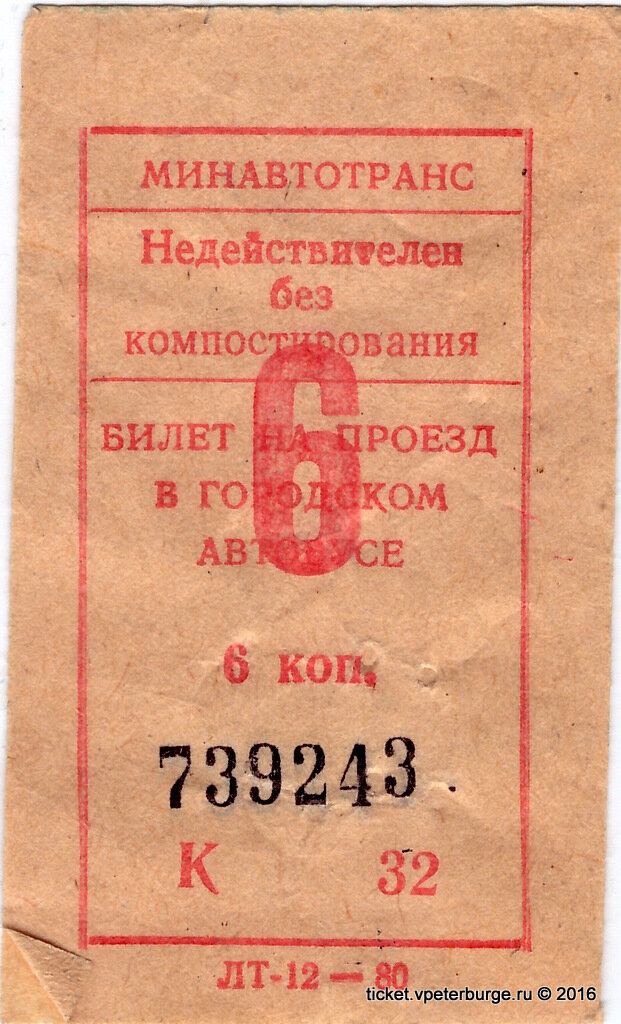 МИНАВТОТРАНС
Недействителен
без
компостирования
6
БИЛЕТ НА ПРОЕЗД
В ГОРОДСКОМ
АВТОБУСЕ
6 коп.
739243
К 32
ЛТ-12 — 80
ticket.vpeterburge.ru © 2016